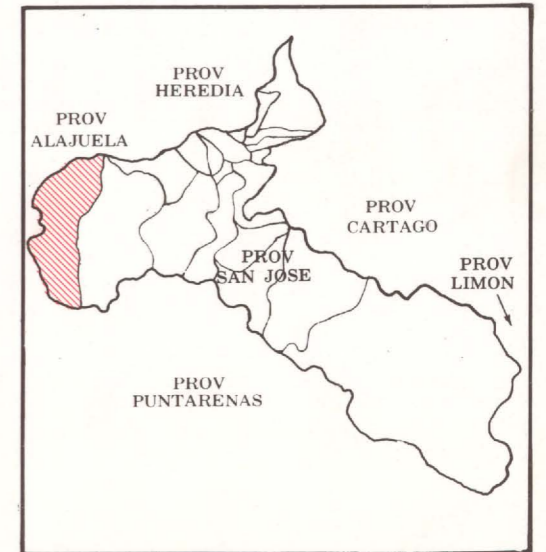 PROV
HEREDIA
PROV
ALAJUELA
PROV
CARTAGO
PROV
SAN JOSE
PROV
LIMON
PROV
PUNTARENAS